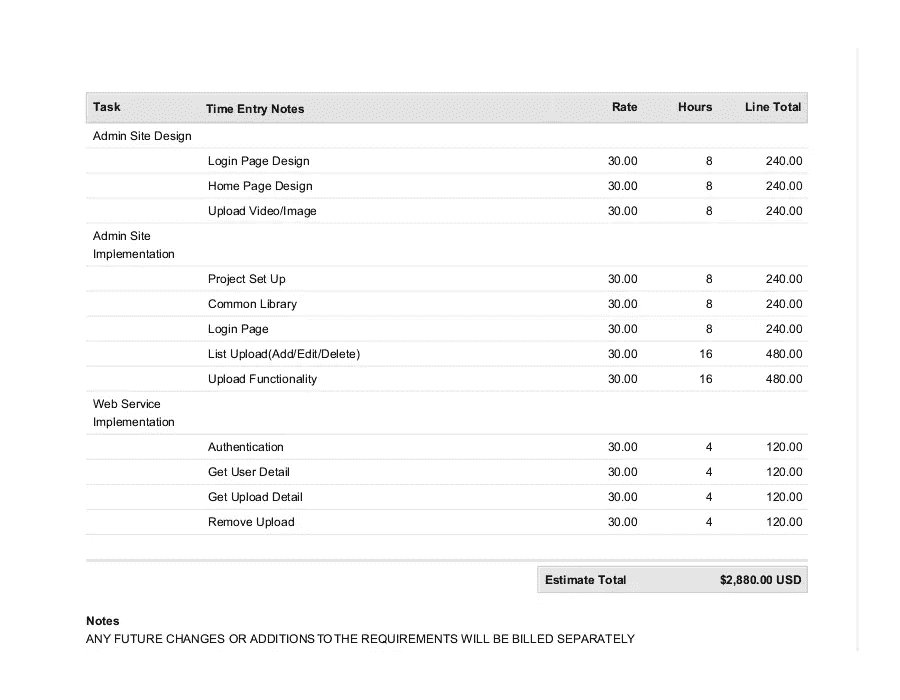 Task Time Entry Notes Rate Hours Line Total
Admin Site Design
Login Page Design 30.00 8 240.00
Home Page Design 30.00 8 240.00
Upload Video/Image 30.00 8 240.00
Admin Site
Implementation
Project Set Up 30.00 8 240.00
Common Library 30.00 8 240.00
Login Page 30.00 8 240.00
List Upload(Add/Edit/Delete) 30.00 16 480.00
Upload Functionality 30.00 16 480.00
Web Service
Implementation
Authentication 30.00 4 120.00
Get User Detail 30.00 4 120.00
Get Upload Detail 30.00 4 120.00
Remove Upload 30.00 4 120.00
Estimate Total $2,880.00 USD
Notes
ANY FUTURE CHANGES OR ADDITIONS TO THE REQUIREMENTS WILL BE BILLED SEPARATELY